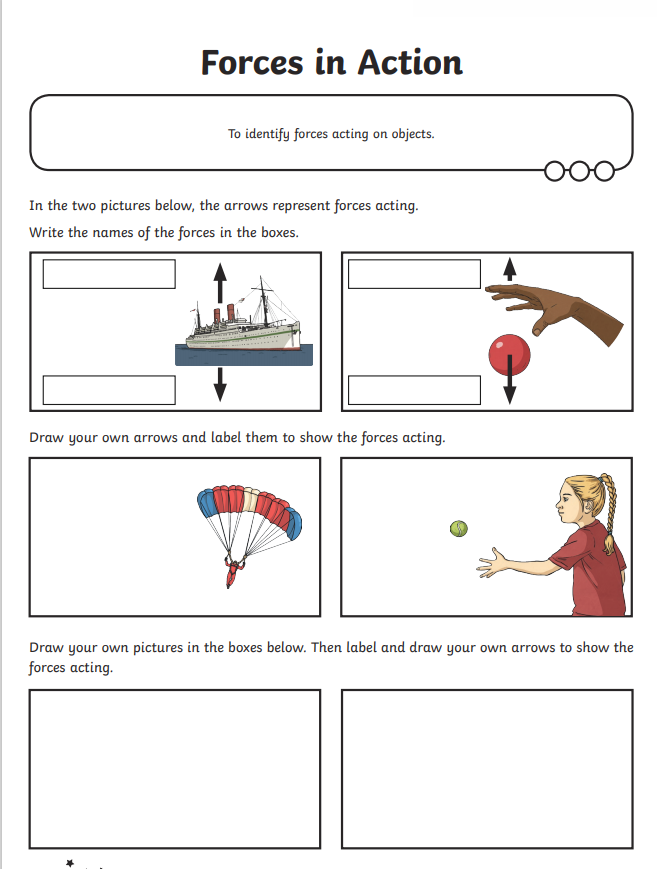 Forces in Action
To identify forces acting on objects.
In the two pictures below, the arrows represent forces acting.
Write the names of the forces in the boxes.
Draw your own arrows and label them to show the forces acting.
Draw your own pictures in the boxes below. Then label and draw your own arrows to show the
forces acting.